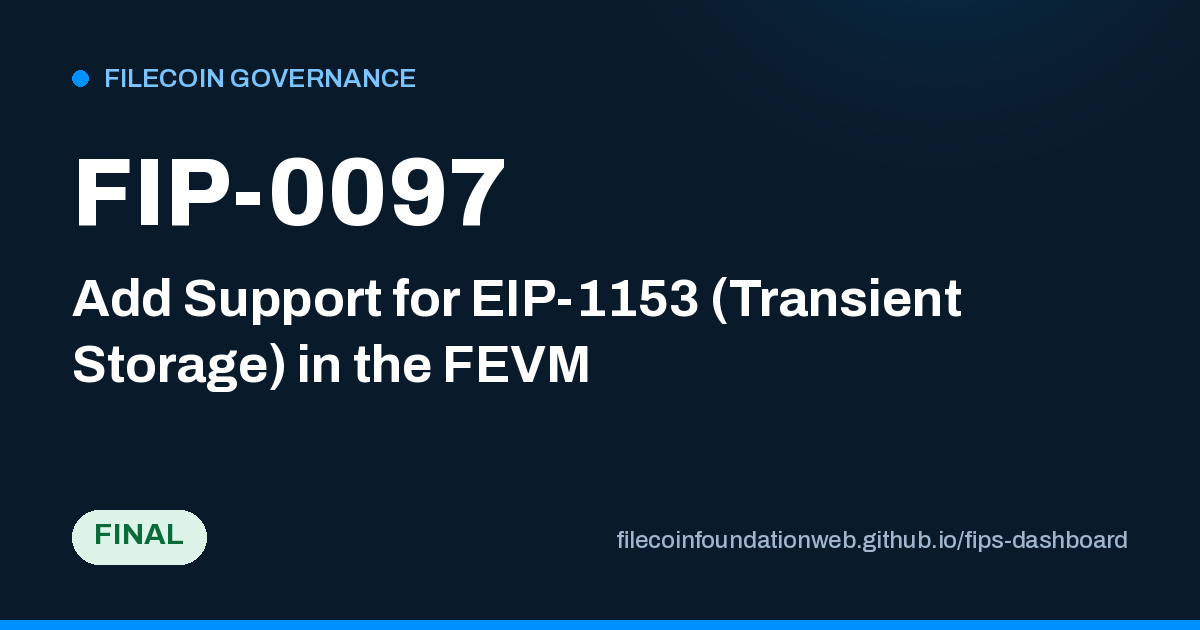 FILECOIN GOVERNANCE
FIP-0097
Add Support for EIP-1153 (Transient
Storage) in the FEVM
FINAL
filecoinfoundationweb.github.io/fips-dashboard